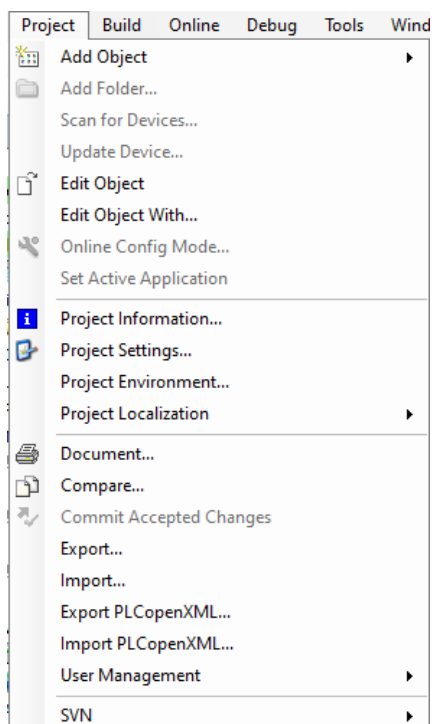 Project Build Online Debug Tools Wind
Add Object
Add Folder...
Scan for Devices...
Update Device...
Edit Object
Edit Object With...
Online Config Mode...
Set Active Application
Project Information...
Project Settings...
Project Environment...
Project Localization
Document...
Compare...
Commit Accepted Changes
Export...
Import...
Export PLCopenXML...
Import PLCopenXML...
User Management
SVN